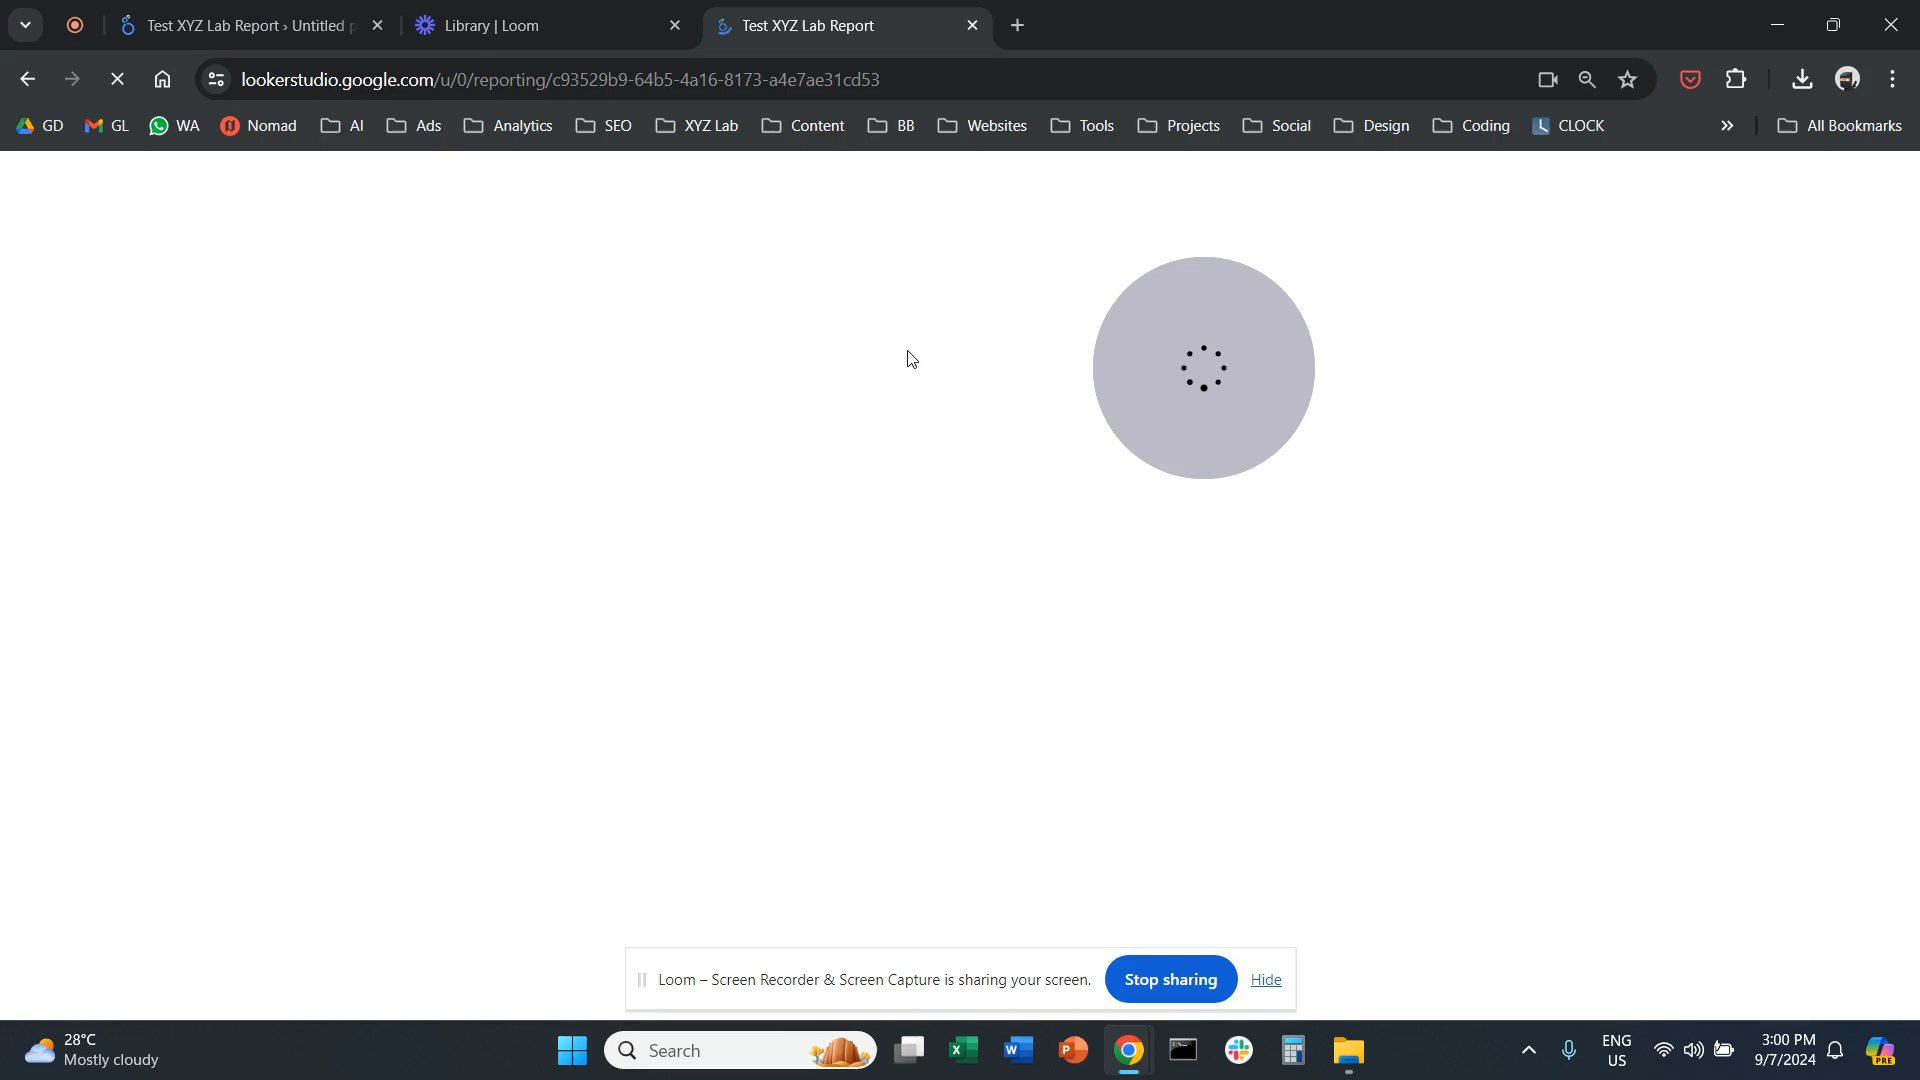 Test XYZ Lab Report › Untitled p
Library | Loom
Test XYZ Lab Report
lookerstudio.google.com/u/0/reporting/c93529b9-64b5-4a16-8173-a4e7ae31cd53
GD GL WA Nomad AI Ads Analytics SEO XYZ Lab Content BB Websites Tools Projects Social Design Coding CLOCK » All Bookmarks
Loom – Screen Recorder & Screen Capture is sharing your screen. Stop sharing Hide
28°C
Mostly cloudy
Search
ENG
US
3:00 PM
9/7/2024
PRE